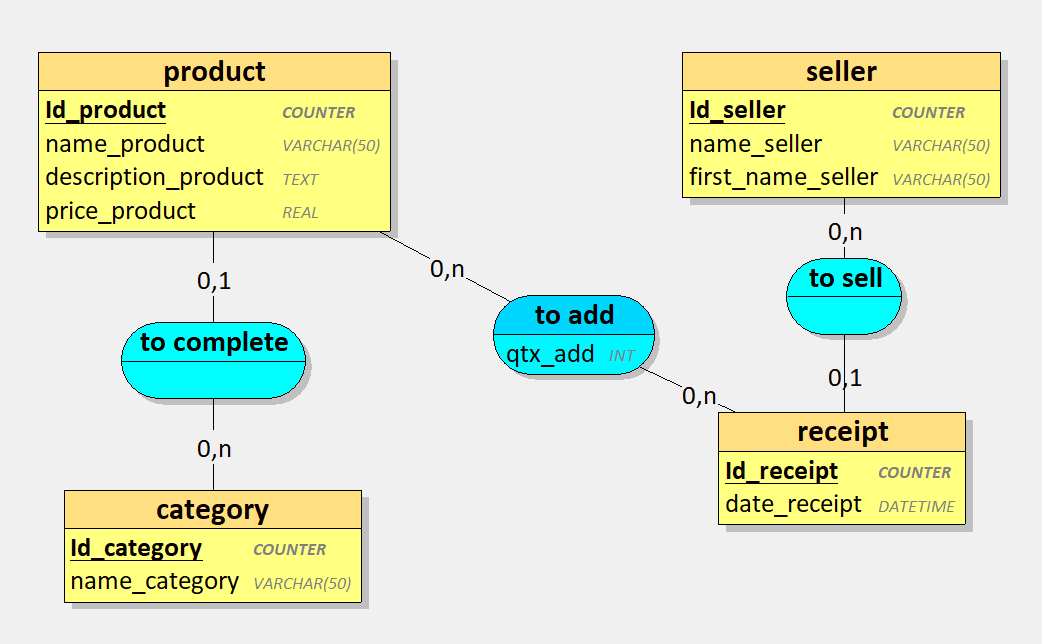 product
Id_product COUNTER
name_product VARCHAR(50)
description_product TEXT
price_product REAL
seller
Id_seller COUNTER
name_seller VARCHAR(50)
first_name_seller VARCHAR(50)
0,n
to sell
0,1
0,n
to add
qtx_add INT
0,n
0,1
to complete
0,n
receipt
Id_receipt COUNTER
date_receipt DATETIME
category
Id_category COUNTER
name_category VARCHAR(50)